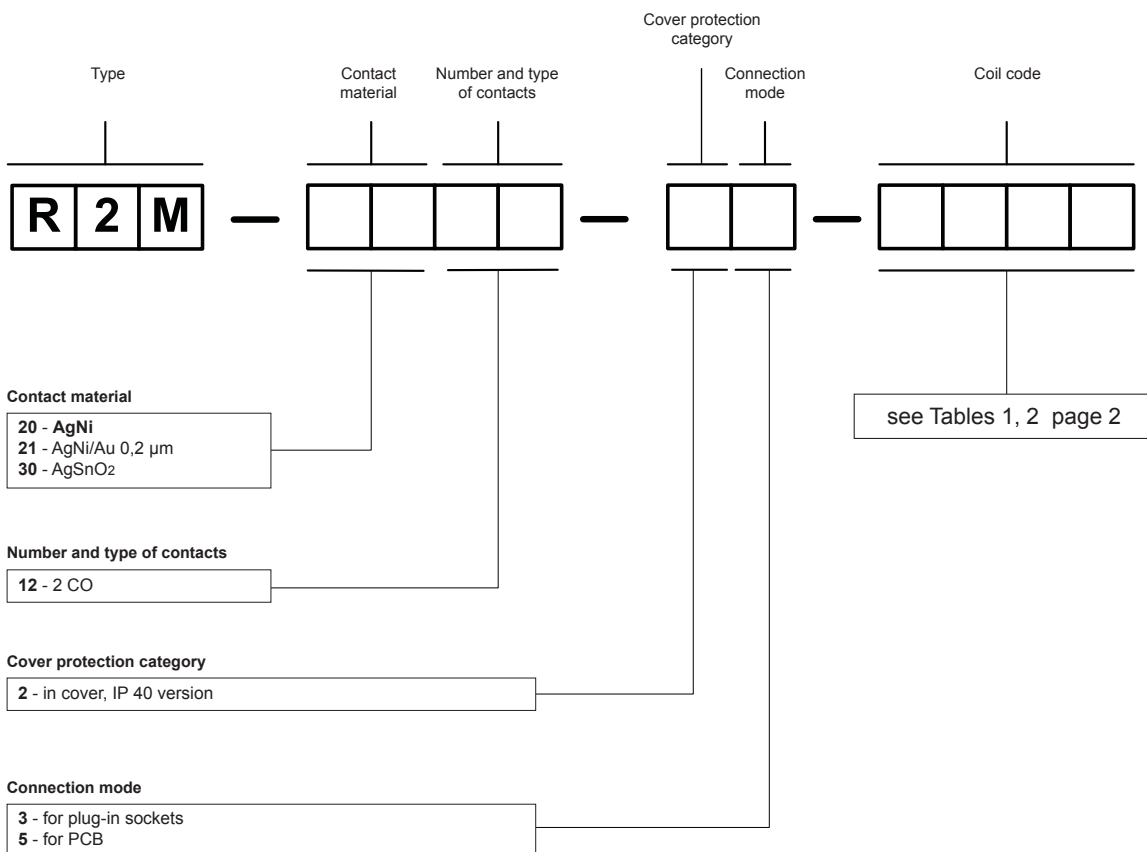 Cover protection
category
Type
Contact
material
Number and type
of contacts
Connection
mode
Coil code
R 2 M – –  –
Contact material
20 - AgNi
21 - AgNi/Au 0,2 µm
30 - AgSnO2
see Tables 1, 2 page 2
Number and type of contacts
12 - 2 CO
Cover protection category
2 - in cover, IP 40 version
Connection mode
3 - for plug-in sockets
5 - for PCB